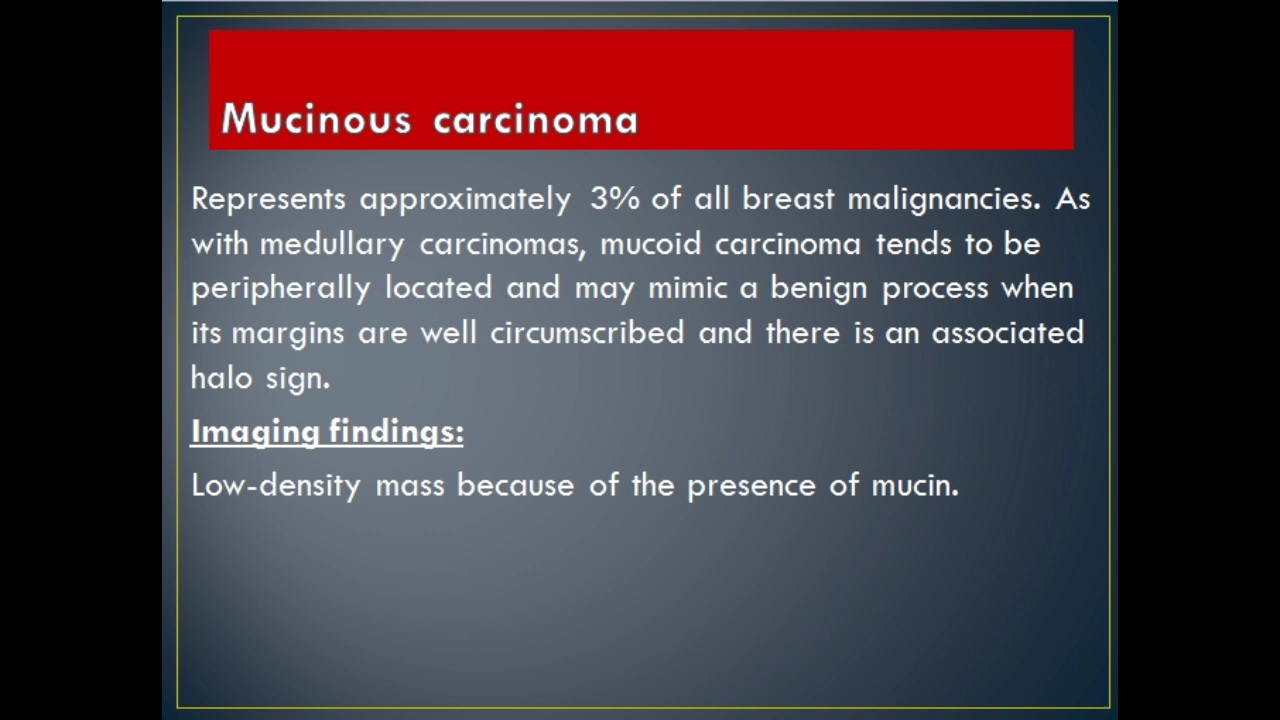 Mucinous carcinoma
Represents approximately 3% of all breast malignancies. As
with medullary carcinomas, mucoid carcinoma tends to be
peripherally located and may mimic a benign process when
its margins are well circumscribed and there is an associated
halo sign.
Imaging findings:
Low-density mass because of the presence of mucin.